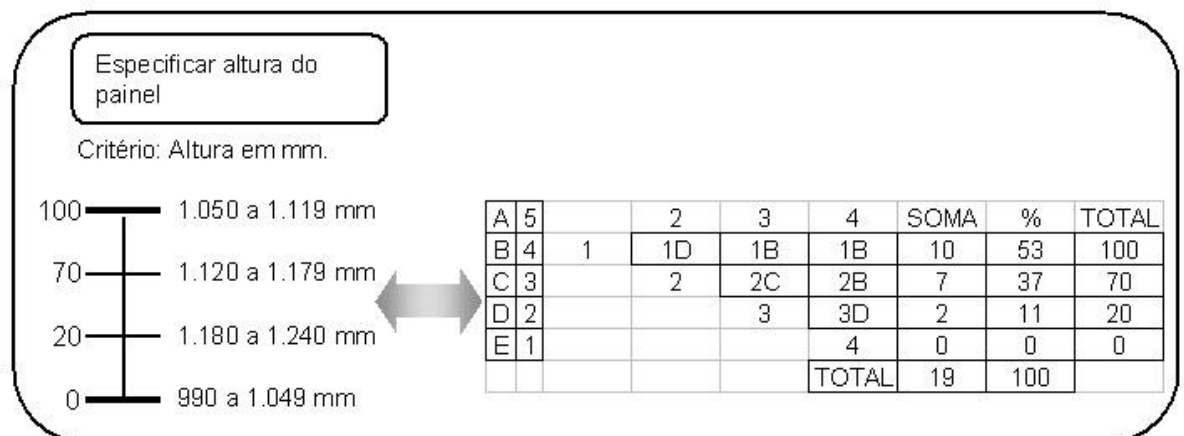 Especificar altura do
painel
Critério: Altura em mm.
100 1.050 a 1.119 mm
70 1.120 a 1.179 mm
20 1.180 a 1.240 mm
0 990 a 1.049 mm
A 5 2 3 4 SOMA % TOTAL
B 4 1 1D 1B 1B 10 53 100
C 3 2 2C 2B 7 37 70
D 2 3 3D 2 11 20
E 1 4 0 0 0
TOTAL 19 100